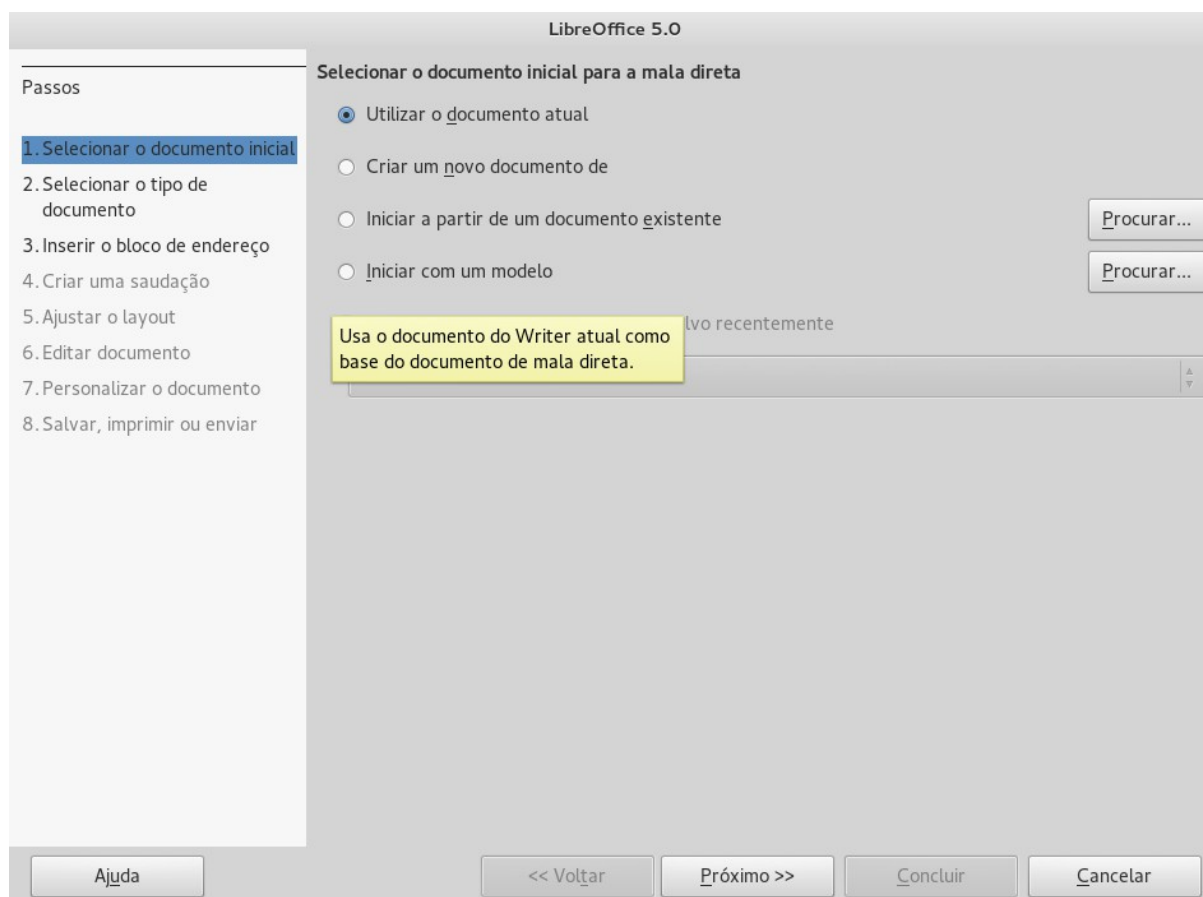 LibreOffice 5.0
Passos
1. Selecionar o documento inicial
2. Selecionar o tipo de
documento
3. Inserir o bloco de endereço
4. Criar uma saudação
5. Ajustar o layout
6. Editar documento
7. Personalizar o documento
8. Salvar, imprimir ou enviar
Selecionar o documento inicial para a mala direta
Utilizar o documento atual
Criar um novo documento de
Iniciar a partir de um documento existente
Procurar...
Iniciar com um modelo
Procurar...
recentemente
Usa o documento do Writer atual como
base do documento de mala direta.
Ajuda
<< Voltar
Próximo >>
Concluir
Cancelar